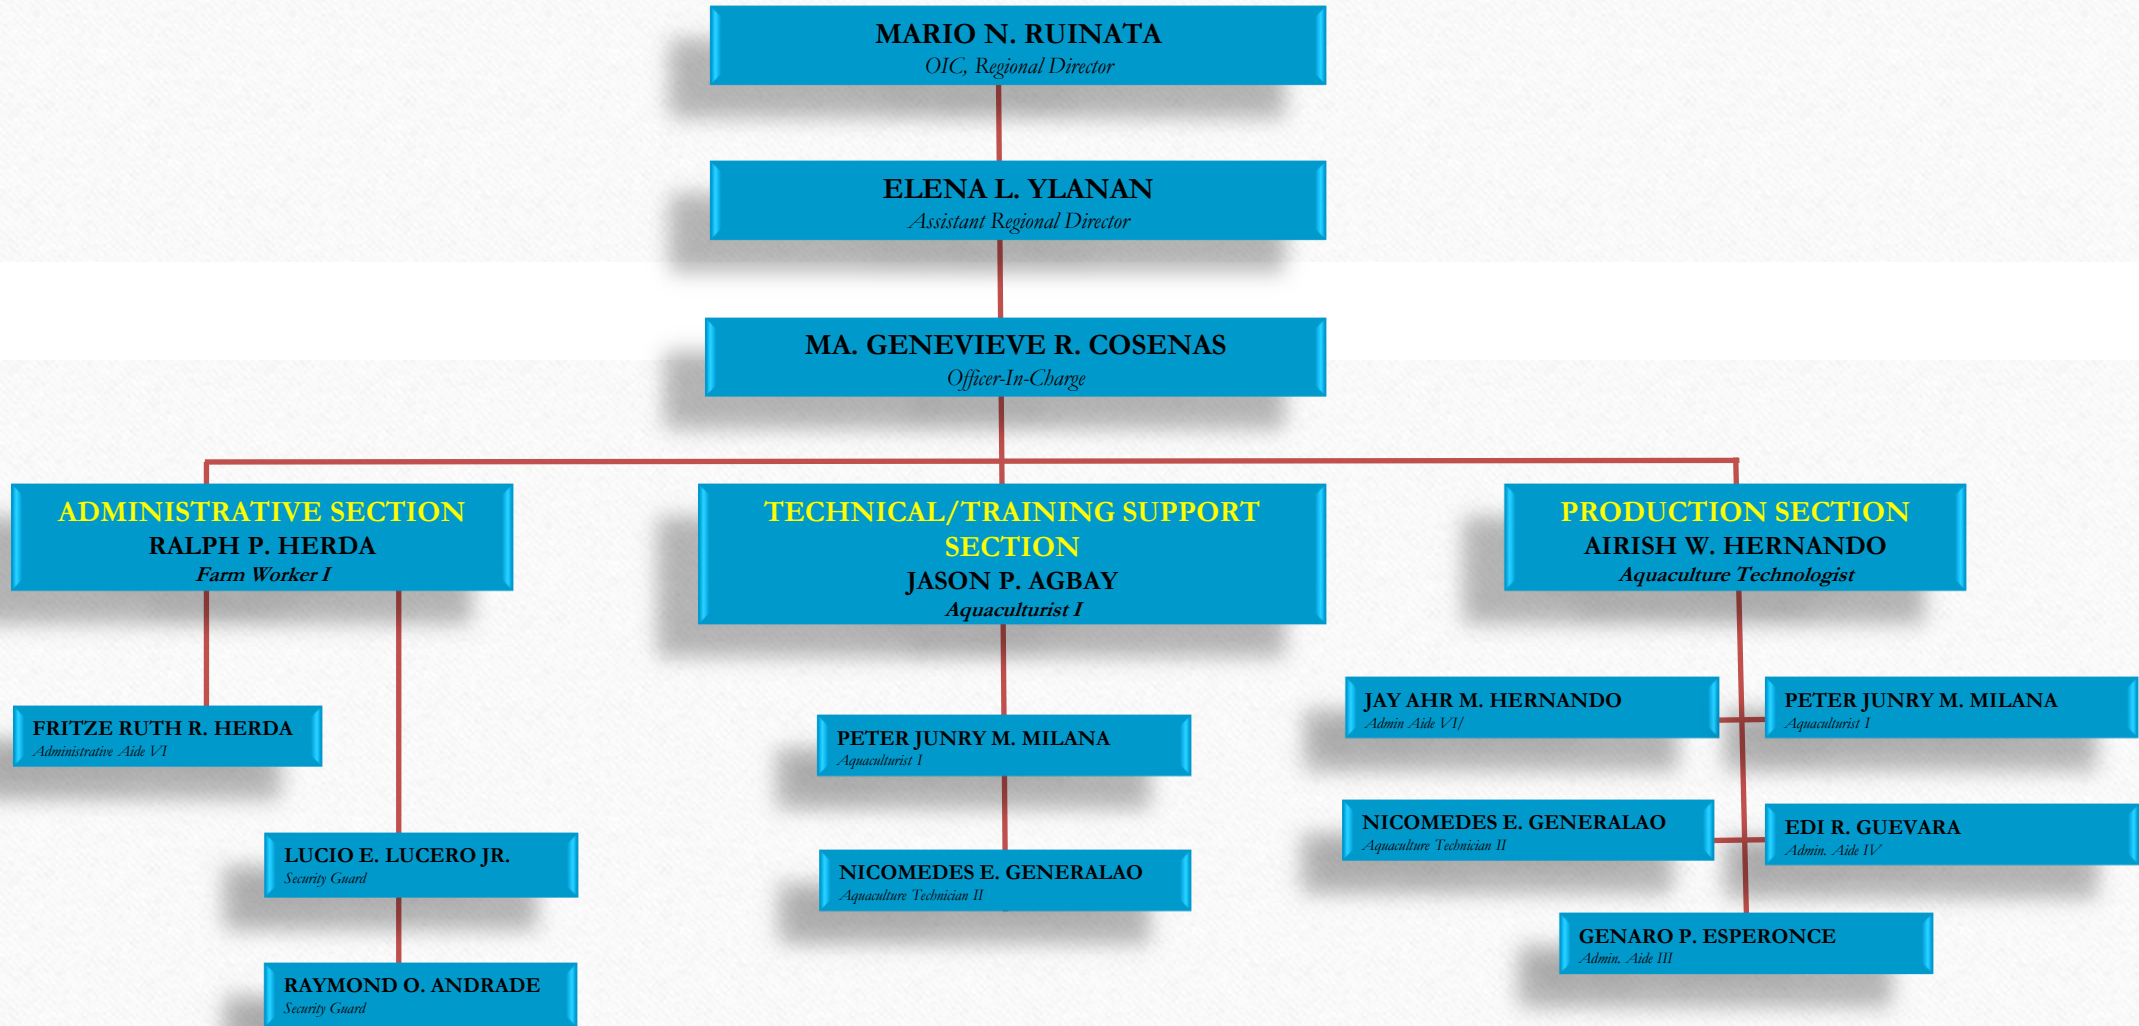 MARIO N. RUINATA
OIC, Regional Director
ELENA L. YLANAN
Assistant Regional Director
MA. GENEVIEVE R. COSENAS
Officer-In-Charge
ADMINISTRATIVE SECTION
RALPH P. HERDA
Farm Worker I
FRITZE RUTH R. HERDA
Administrative Aide VI
LUCIO E. LUCERO JR.
Security Guard
RAYMOND O. ANDRADE
Security Guard
TECHNICAL/TRAINING SUPPORT
SECTION
JASON P. AGBAY
Aquaculturist I
PETER JUNRY M. MILANA
Aquaculturist I
NICOMEDES E. GENERALAO
Aquaculture Technician II
PRODUCTION SECTION
AIRISH W. HERNANDO
Aquaculture Technologist
JAY AHR M. HERNANDO
Admin Aide VI/
PETER JUNRY M. MILANA
Aquaculturist I
NICOMEDES E. GENERALAO
Aquaculture Technician II
EDI R. GUEVARA
Admin. Aide IV
GENARO P. ESPERONCE
Admin. Aide III